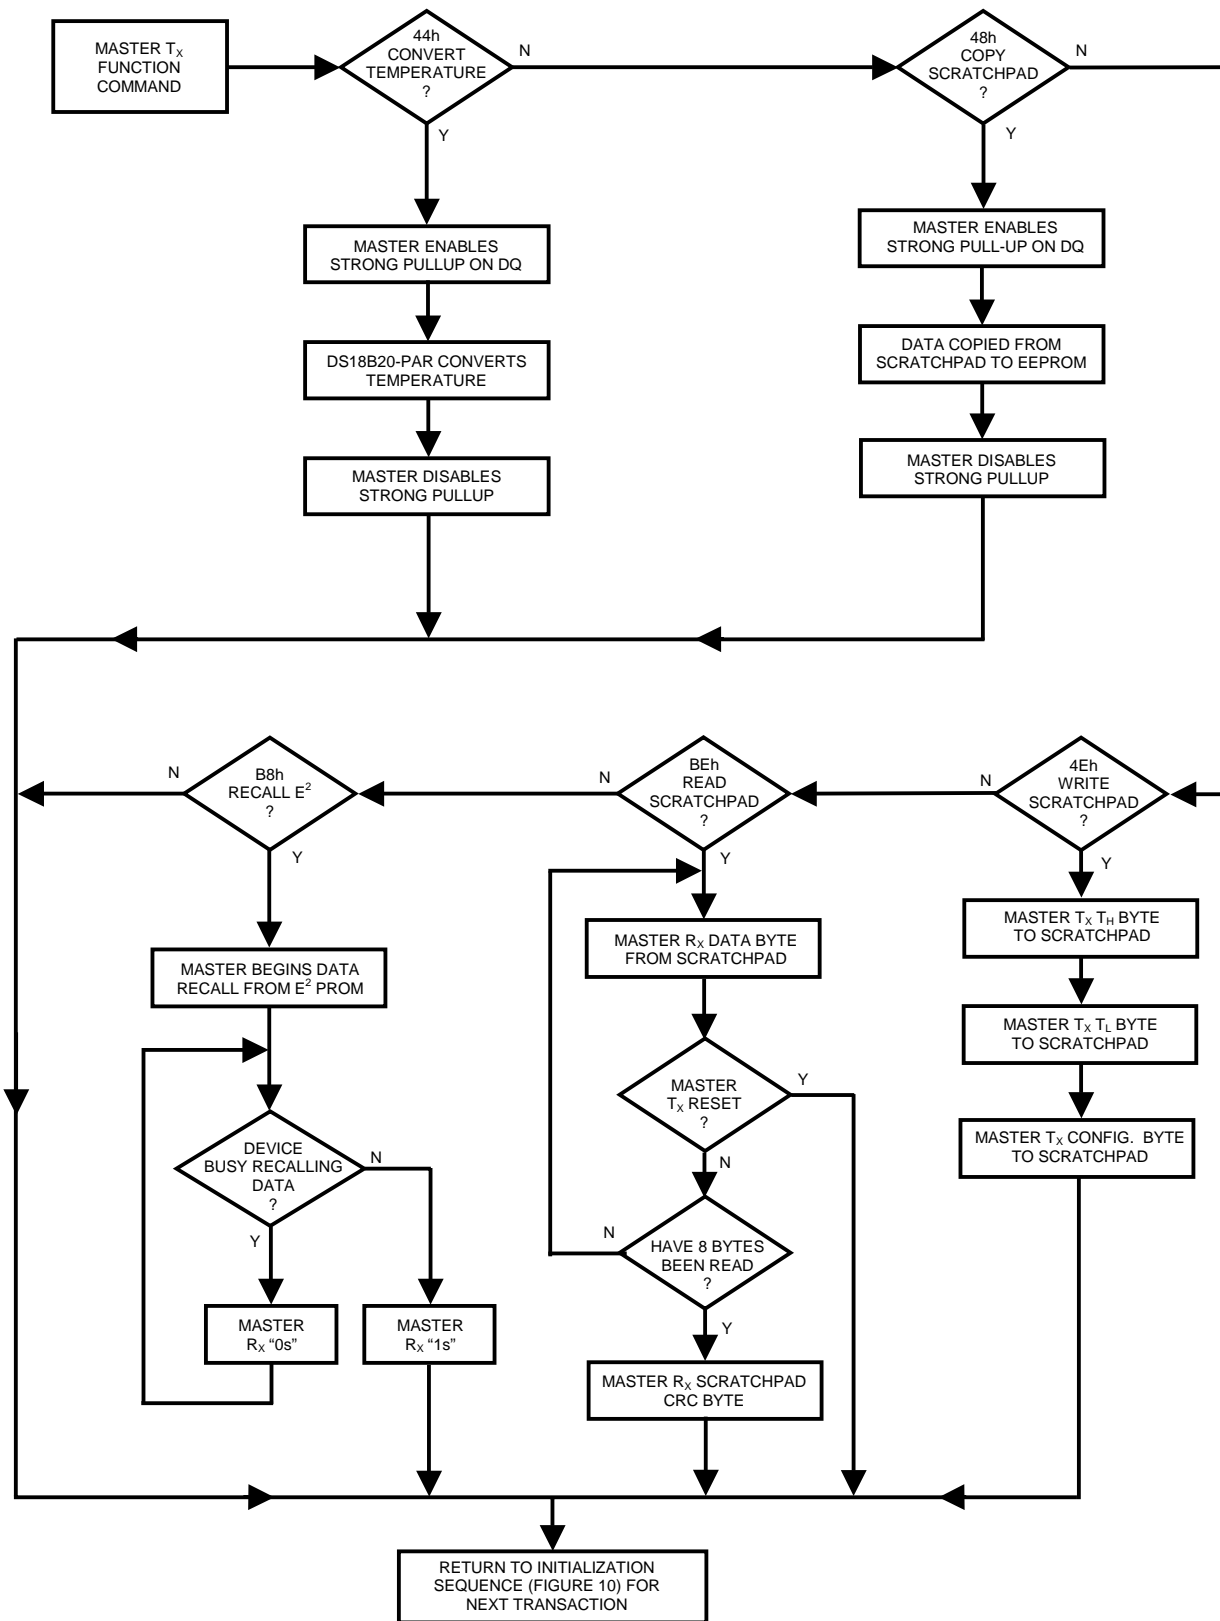 MASTER Tx
FUNCTION
COMMAND
44h
CONVERT
TEMPERATURE
?
N
Y
48h
COPY
SCRATCHPAD
?
N
Y
MASTER ENABLES
STRONG PULLUP ON DQ
DS18B20-PAR CONVERTS
TEMPERATURE
MASTER DISABLES
STRONG PULLUP
MASTER ENABLES
STRONG PULL-UP ON DQ
DATA COPIED FROM
SCRATCHPAD TO EEPROM
MASTER DISABLES
STRONG PULLUP
N
B8h
RECALL E²
?
Y
N
BEh
READ
SCRATCHPAD
?
Y
N
4Eh
WRITE
SCRATCHPAD
?
Y
MASTER BEGINS DATA
RECALL FROM E² PROM
DEVICE
BUSY RECALLING
DATA
?
N
Y
MASTER
Rx “0s”
MASTER
Rx “1s”
MASTER Rx DATA BYTE
FROM SCRATCHPAD
MASTER
Tx RESET
?
Y
N
N
HAVE 8 BYTES
BEEN READ
?
Y
MASTER Rx SCRATCHPAD
CRC BYTE
MASTER Tx TH BYTE
TO SCRATCHPAD
MASTER Tx TL BYTE
TO SCRATCHPAD
MASTER Tx CONFIG. BYTE
TO SCRATCHPAD
RETURN TO INITIALIZATION
SEQUENCE (FIGURE 10) FOR
NEXT TRANSACTION